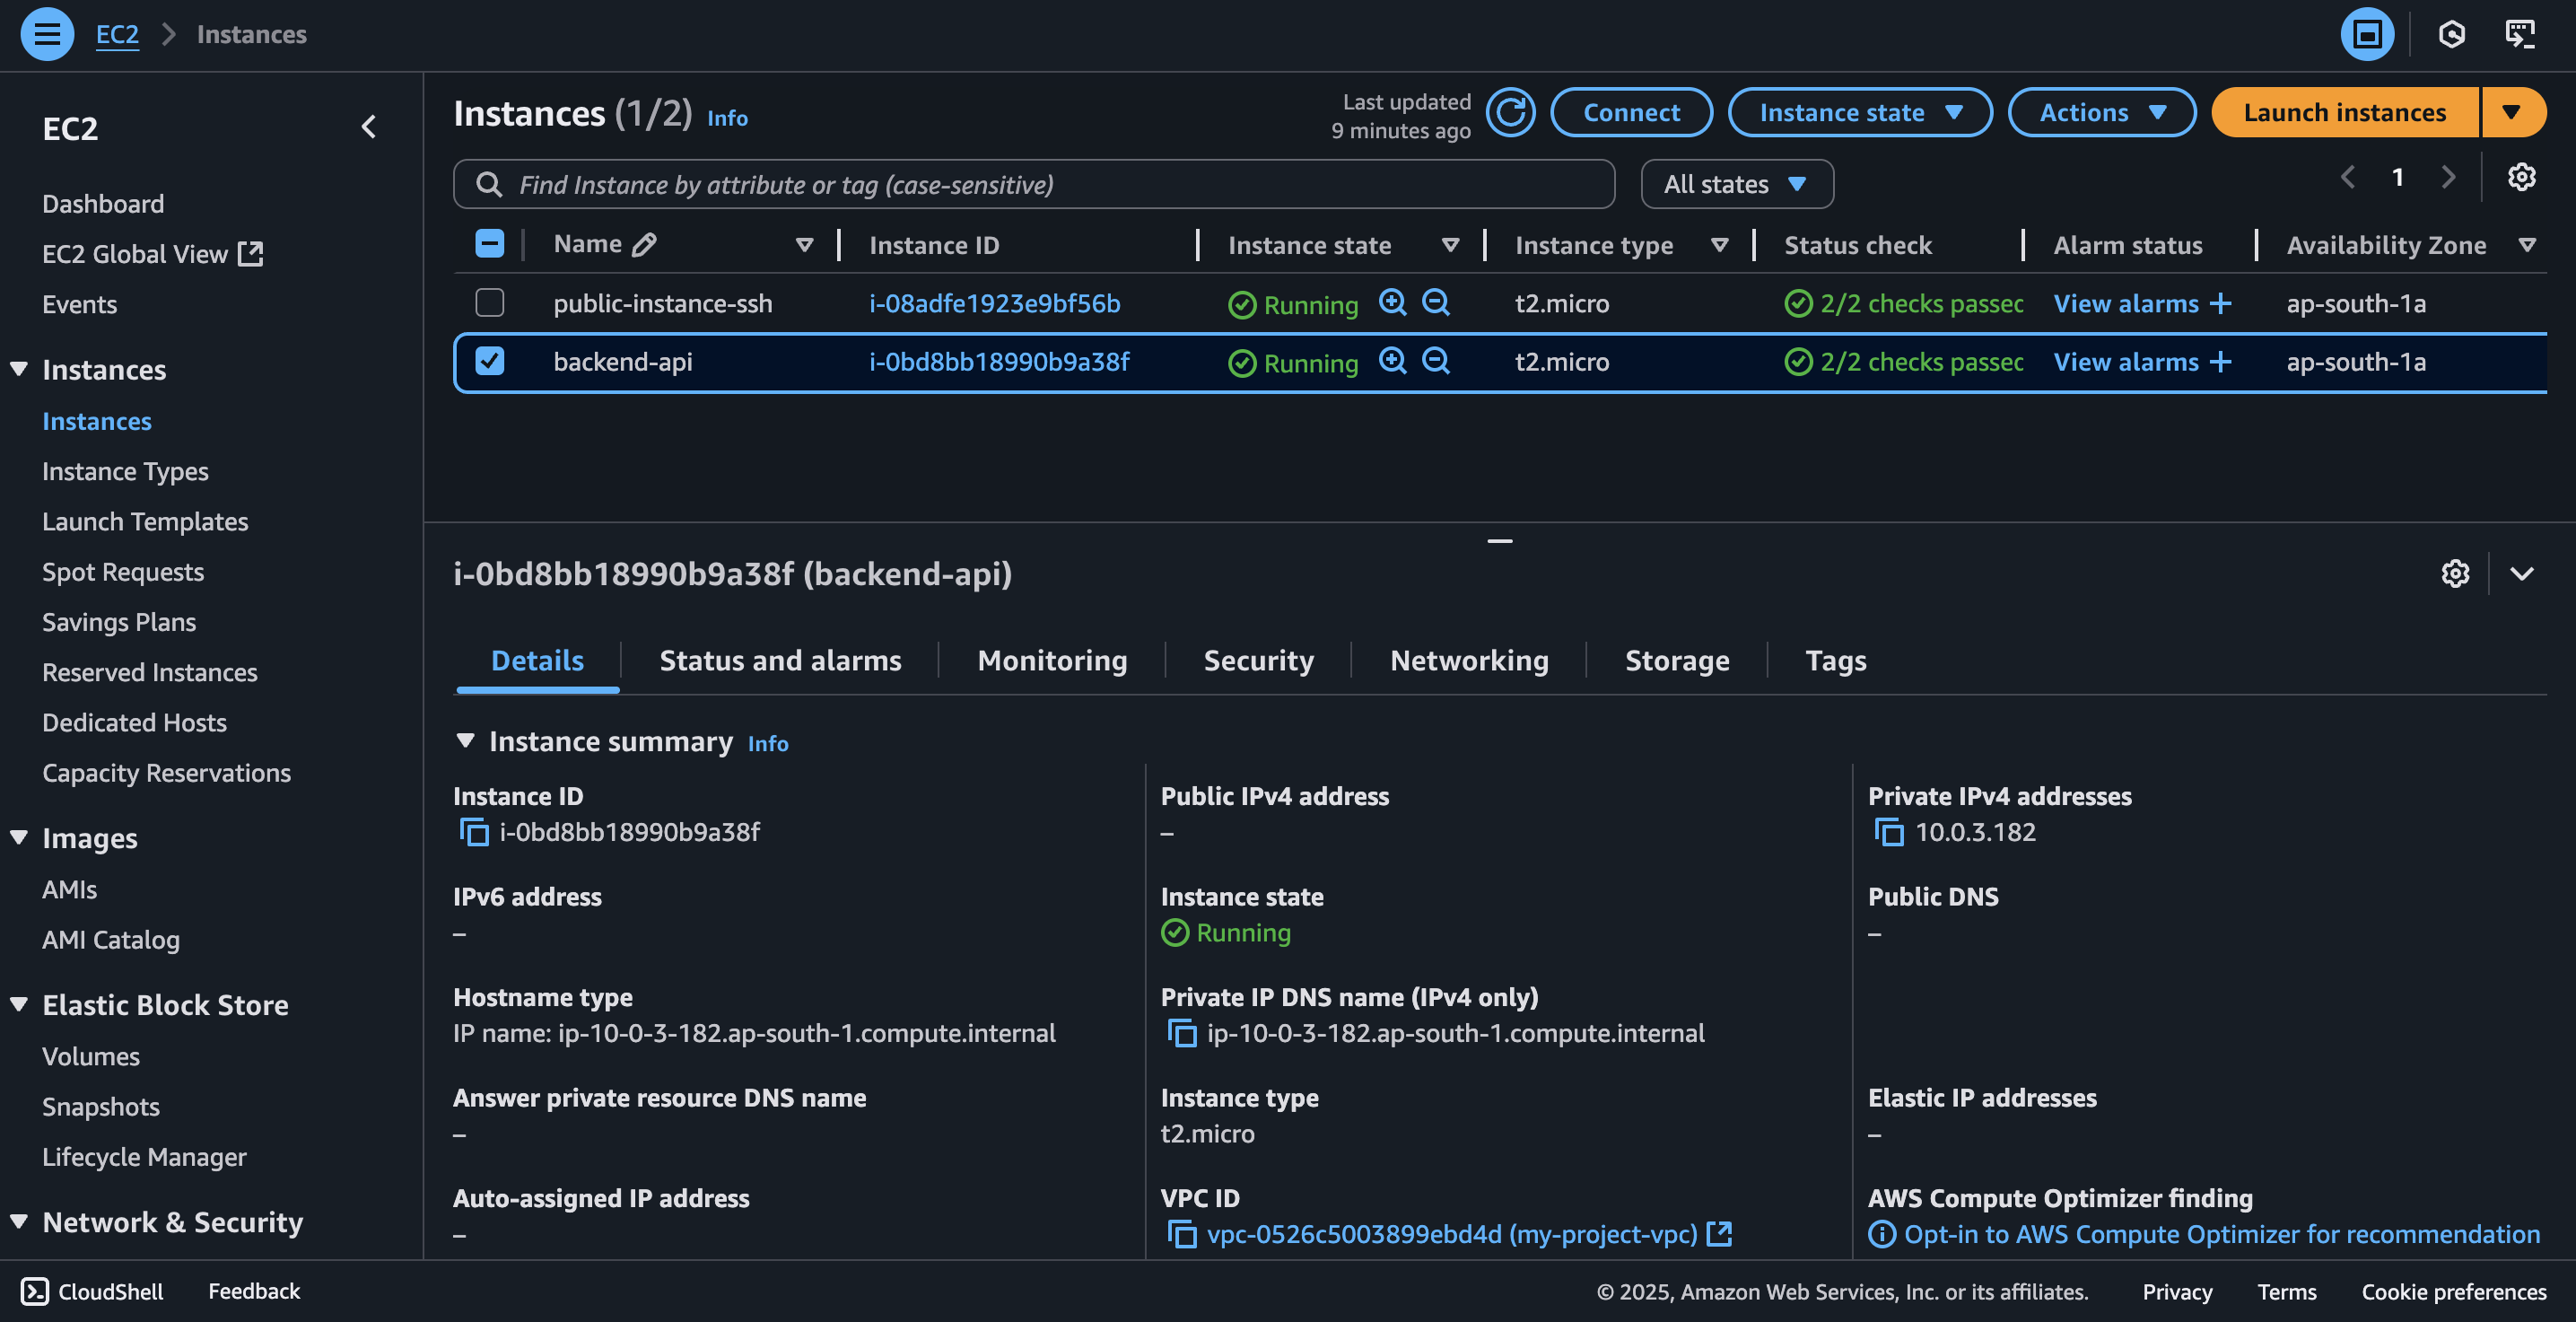 EC2 Instances
EC2
Dashboard
EC2 Global View
Events
Instances
Instances
Instance Types
Launch Templates
Spot Requests
Savings Plans
Reserved Instances
Dedicated Hosts
Capacity Reservations
Images
AMIs
AMI Catalog
Elastic Block Store
Volumes
Snapshots
Lifecycle Manager
Network & Security
Instances (1/2) Info
Last updated
9 minutes ago
Connect Instance state Actions Launch instances
Find Instance by attribute or tag (case-sensitive) All states 1
Name Instance ID Instance state Instance type Status check Alarm status Availability Zone
public-instance-ssh i-08adfe1923e9bf56b Running t2.micro 2/2 checks passec View alarms + ap-south-1a
backend-api i-0bd8bb18990b9a38f Running t2.micro 2/2 checks passec View alarms + ap-south-1a
i-0bd8bb18990b9a38f (backend-api)
Details Status and alarms Monitoring Security Networking Storage Tags
Instance summary Info
Instance ID
i-0bd8bb18990b9a38f
Public IPv4 address
–
Private IPv4 addresses
10.0.3.182
IPv6 address
–
Instance state
Running
Public DNS
–
Hostname type
IP name: ip-10-0-3-182.ap-south-1.compute.internal
Private IP DNS name (IPv4 only)
ip-10-0-3-182.ap-south-1.compute.internal
Answer private resource DNS name
–
Instance type
t2.micro
Elastic IP addresses
–
Auto-assigned IP address
–
VPC ID
vpc-0526c5003899ebd4d (my-project-vpc)
AWS Compute Optimizer finding
Opt-in to AWS Compute Optimizer for recommendation
CloudShell Feedback © 2025, Amazon Web Services, Inc. or its affiliates. Privacy Terms Cookie preferences